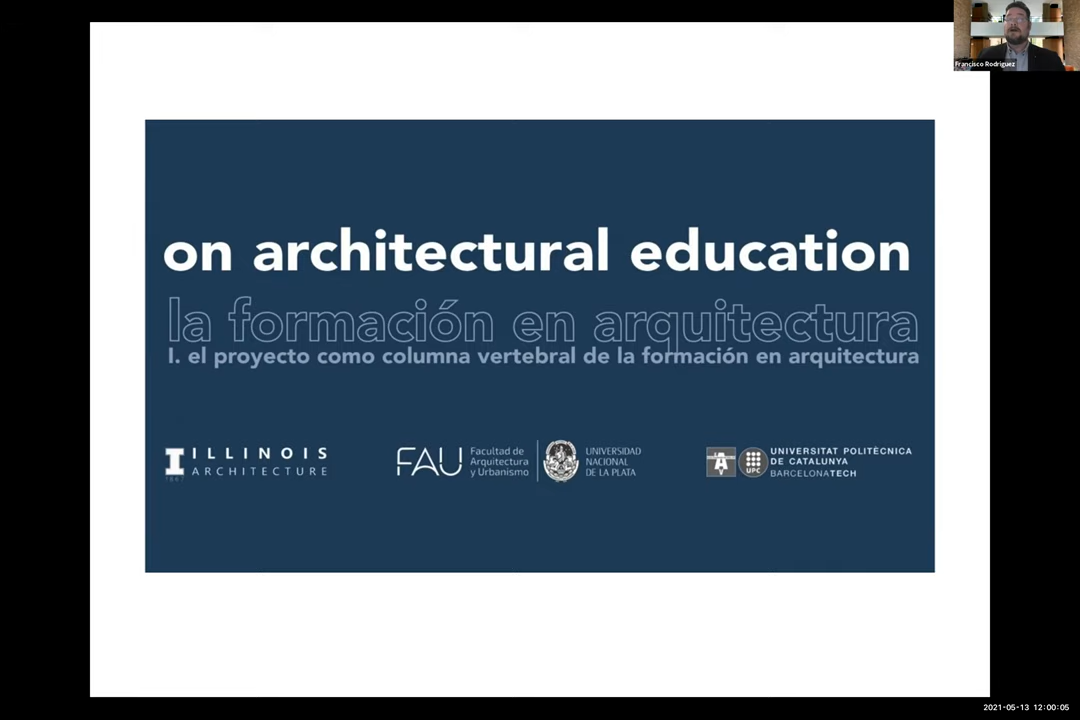 Francisco Rodriguez
on architectural education
la formación en arquitectura
I. el proyecto como columna vertebral de la formación en arquitectura
ILLINOIS
ARCHITECTURE
1867
FAU
Facultad de
Arquitectura
y Urbanismo
UNIVERSIDAD
NACIONAL
DE LA PLATA
UPC
UNIVERSITAT POLITÈCNICA
DE CATALUNYA
BARCELONATECH
2021-05-13 12:00:05